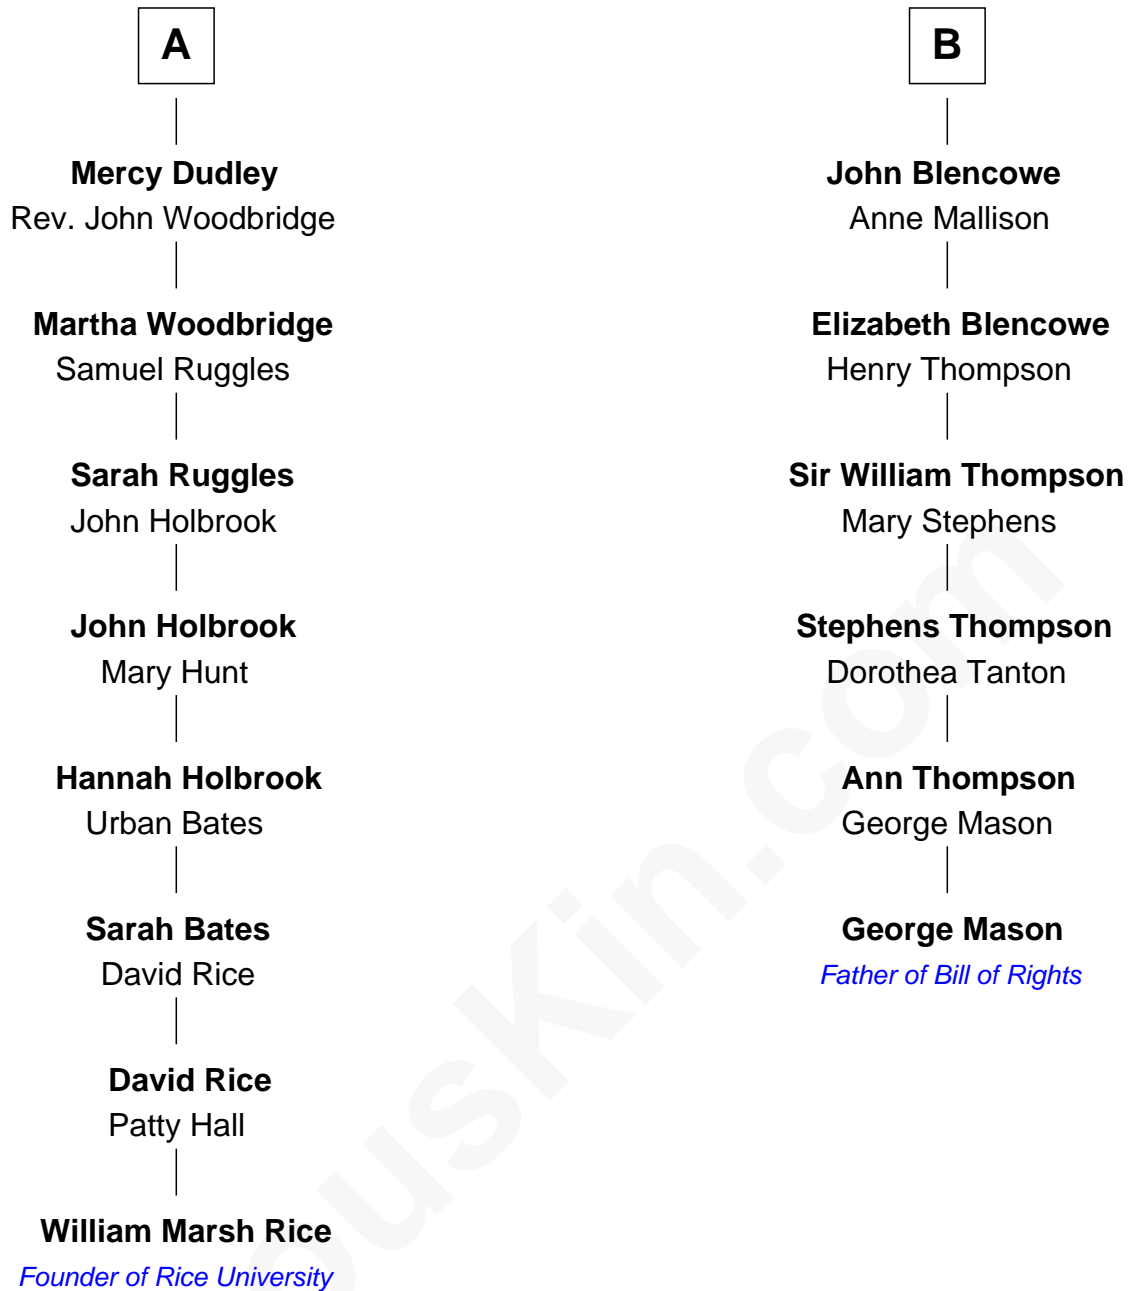 A
Mercy Dudley
Rev. John Woodbridge
Martha Woodbridge
Samuel Ruggles
Sarah Ruggles
John Holbrook
John Holbrook
Mary Hunt
Hannah Holbrook
Urban Bates
Sarah Bates
David Rice
David Rice
Patty Hall
William Marsh Rice
Founder of Rice University
B
John Blencowe
Anne Mallison
Elizabeth Blencowe
Henry Thompson
Sir William Thompson
Mary Stephens
Stephens Thompson
Dorothea Tanton
Ann Thompson
George Mason
George Mason
Father of Bill of Rights
ousKin.com